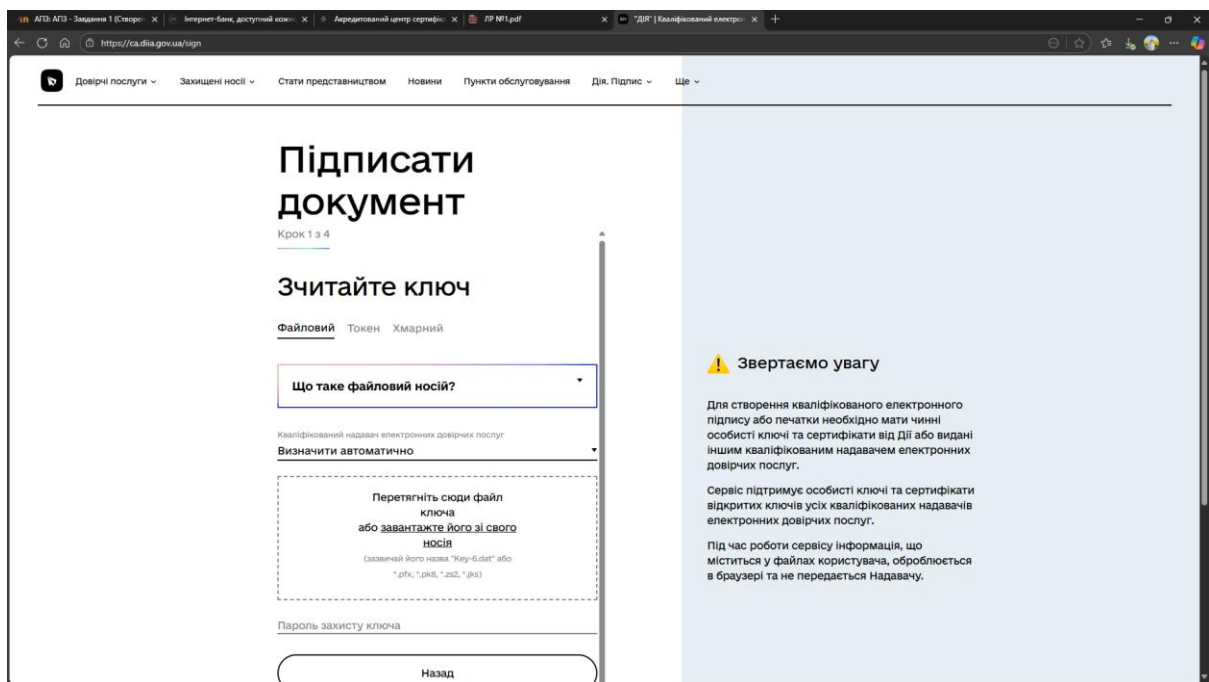 АПЗ: АПЗ - Завдання 1 (Створен
Інтернет-банк, доступний кожн
Акредитований центр сертифік
ЛР №1.pdf
"ДІЯ" | Кваліфікований електрон
https://ca.diia.gov.ua/sign
Довірчі послуги
Захищені носії
Стати представництвом
Новини
Пункти обслуговування
Дія. Підпис
Ще
Підписати
документ
Крок 1 з 4
Зчитайте ключ
Файловий Токен Хмарний
Що таке файловий носій?
Кваліфікований надавач електронних довірчих послуг
Визначити автоматично
Перетягніть сюди файл
ключа
або завантажте його зі свого
носія
(зазвичай його назва "Key-6.dat" або
*.pfx, *.pk8, *.zs2, *.jks)
Пароль захисту ключа
Назад
Звертаємо увагу
Для створення кваліфікованого електронного
підпису або печатки необхідно мати чинні
особисті ключі та сертифікати від Дії або видані
іншим кваліфікованим надавачем електронних
довірчих послуг.
Сервіс підтримує особисті ключі та сертифікати
відкритих ключів усіх кваліфікованих надавачів
електронних довірчих послуг.
Під час роботи сервісу інформація, що
міститься у файлах користувача, оброблюється
в браузері та не передається Надавачу.